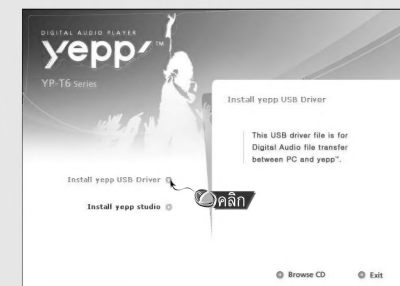 DIGITAL AUDIO PLAYER
yepp' TM
YP-T6 Series
Install yepp USB Driver
This USB driver file is for
Digital Audio file transfer
between PC and yepp™.
Install yepp USB Driver
คลิก
Install yepp studio
Browse CD
Exit